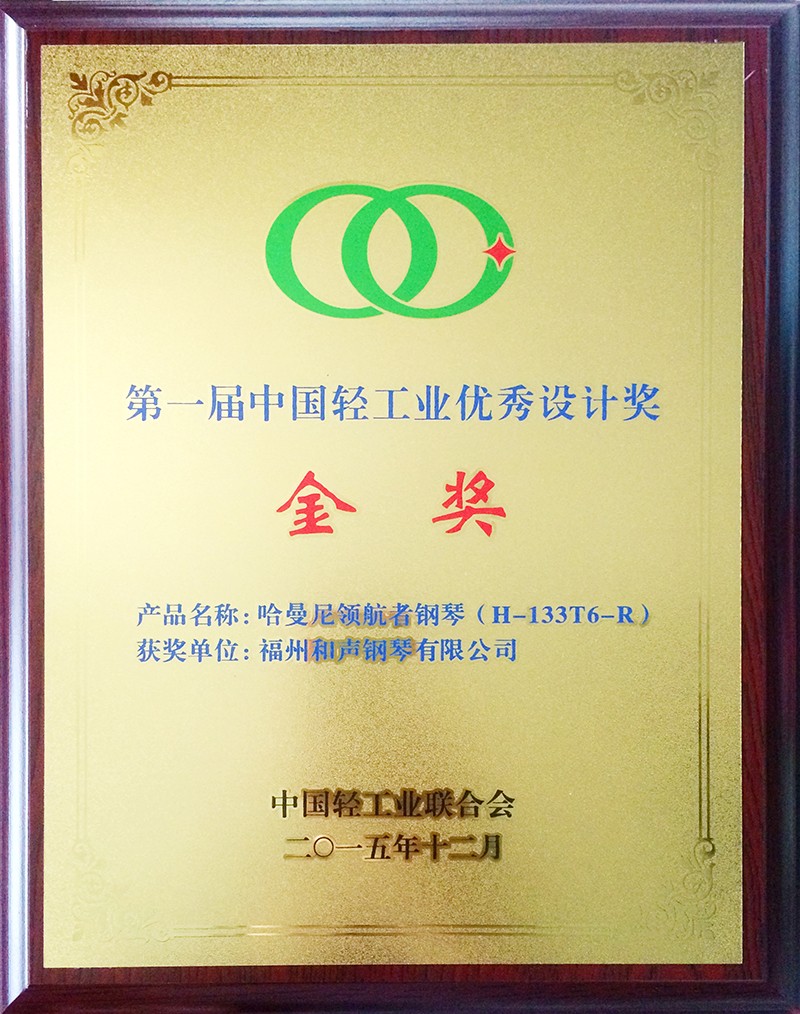 第一届中国轻工业优秀设计奖
金 奖
产品名称：哈曼尼领航者钢琴（H-133T6-R）
获奖单位：福州和声钢琴有限公司
中国轻工业联合会
二〇一五年十二月